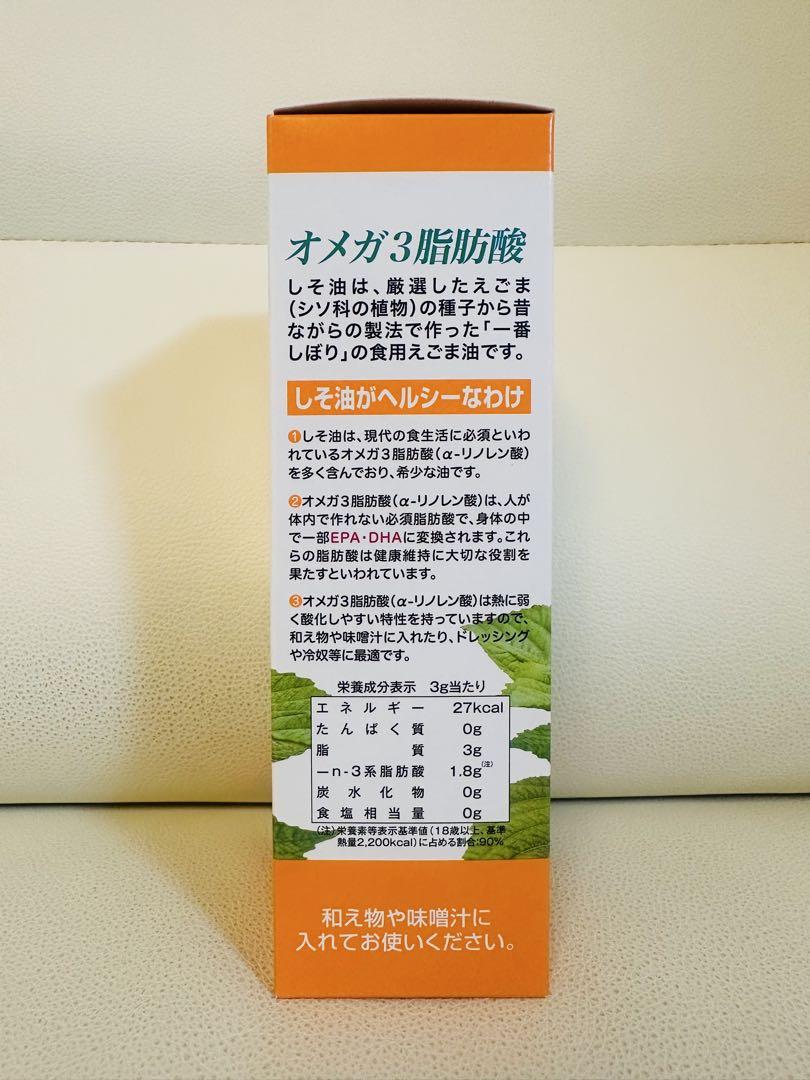 オメガ3脂肪酸
しそ油は、厳選したえごま
（シソ科の植物）の種子から昔
ながらの製法で作った「一番
しぼり」の食用えごま油です。
しそ油がヘルシーなわけ
❶しそ油は、現代の食生活に必須といわ
れているオメガ3脂肪酸（α-リノレン酸）
を多く含んでおり、希少な油です。
❷オメガ3脂肪酸（α-リノレン酸）は、人が
体内で作れない必須脂肪酸で、身体の中
で一部EPA・DHAに変換されます。これ
らの脂肪酸は健康維持に大切な役割を
果たすといわれています。
❸オメガ3脂肪酸（α-リノレン酸）は熱に弱
く酸化しやすい特性を持っていますので、
和え物や味噌汁に入れたり、ドレッシング
や冷奴等に最適です。
栄養成分表示 3g当たり
エネルギー 27kcal
たんぱく質 0g
脂質 3g
－n-3系脂肪酸 1.8g（注）
炭水化物 0g
食塩相当量 0g
（注）栄養素等表示基準値（18歳以上、基準
熱量2,200kcal）に占める割合:90%
和え物や味噌汁に
入れてお使いください。